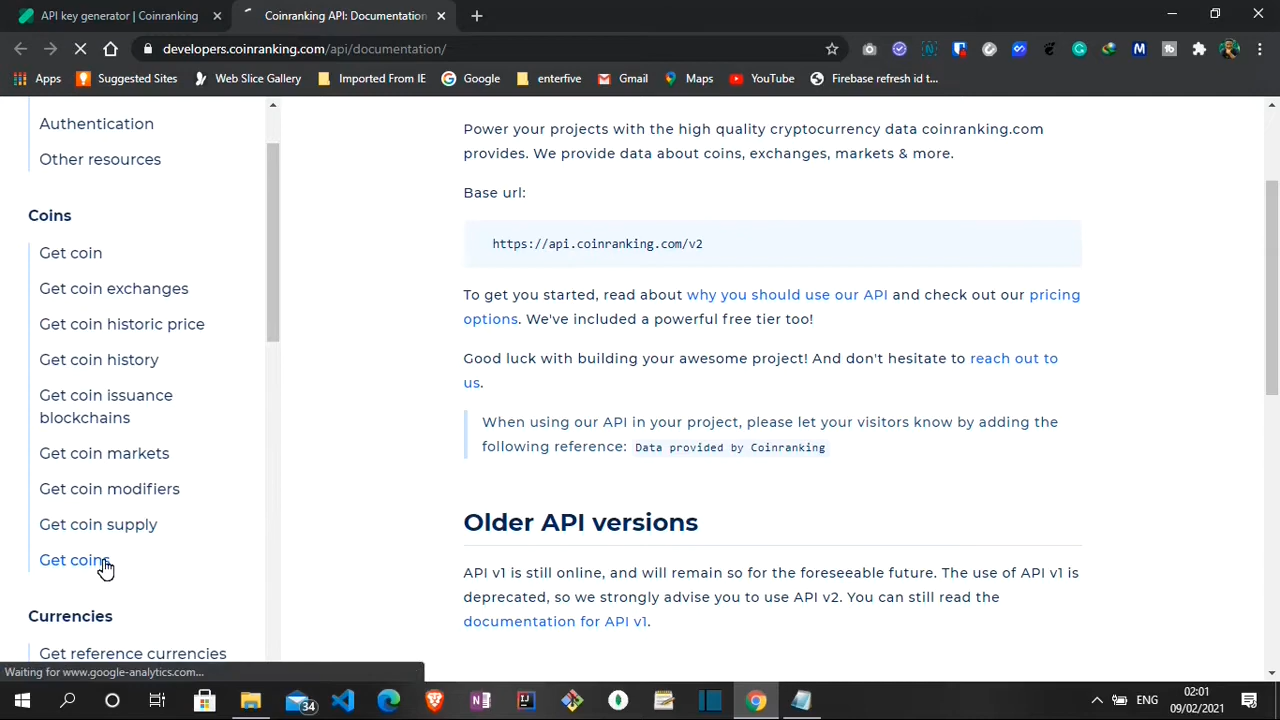 API key generator | Coinranking
Coinranking API: Documentation
developers.coinranking.com/api/documentation/
Apps
Suggested Sites
Web Slice Gallery
Imported From IE
Google
enterfive
Gmail
Maps
YouTube
Firebase refresh id t...
Authentication
Other resources
Coins
Get coin
Get coin exchanges
Get coin historic price
Get coin history
Get coin issuance
blockchains
Get coin markets
Get coin modifiers
Get coin supply
Get coins
Currencies
Get reference currencies
Power your projects with the high quality cryptocurrency data coinranking.com
provides. We provide data about coins, exchanges, markets & more.
Base url:
https://api.coinranking.com/v2
To get you started, read about why you should use our API and check out our pricing
options. We've included a powerful free tier too!
Good luck with building your awesome project! And don't hesitate to reach out to
us.
When using our API in your project, please let your visitors know by adding the
following reference: Data provided by Coinranking
Older API versions
API v1 is still online, and will remain so for the foreseeable future. The use of API v1 is
deprecated, so we strongly advise you to use API v2. You can still read the
documentation for API v1.
Waiting for www.google-analytics.com...
34
ENG
02:01
09/02/2021